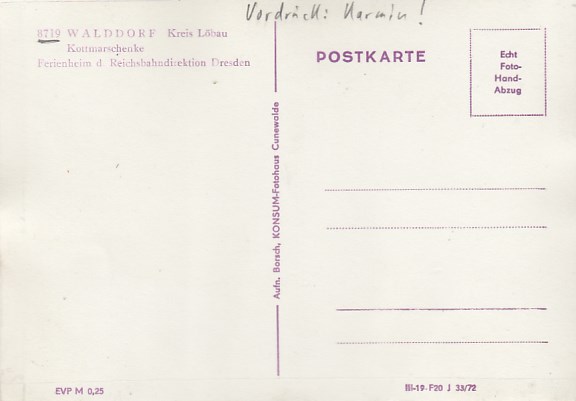 Vordruck: Karmin!
8719 WALDDORF Kreis Löbau
Kottmarschenke
Ferienheim d. Reichsbahndirektion Dresden
POSTKARTE
Echt
Foto-
Hand-
Abzug
Aufn. Borsch, KONSUM-Fotohaus Cunewalde
EVP M 0,25
III-19-F20 J 33/72